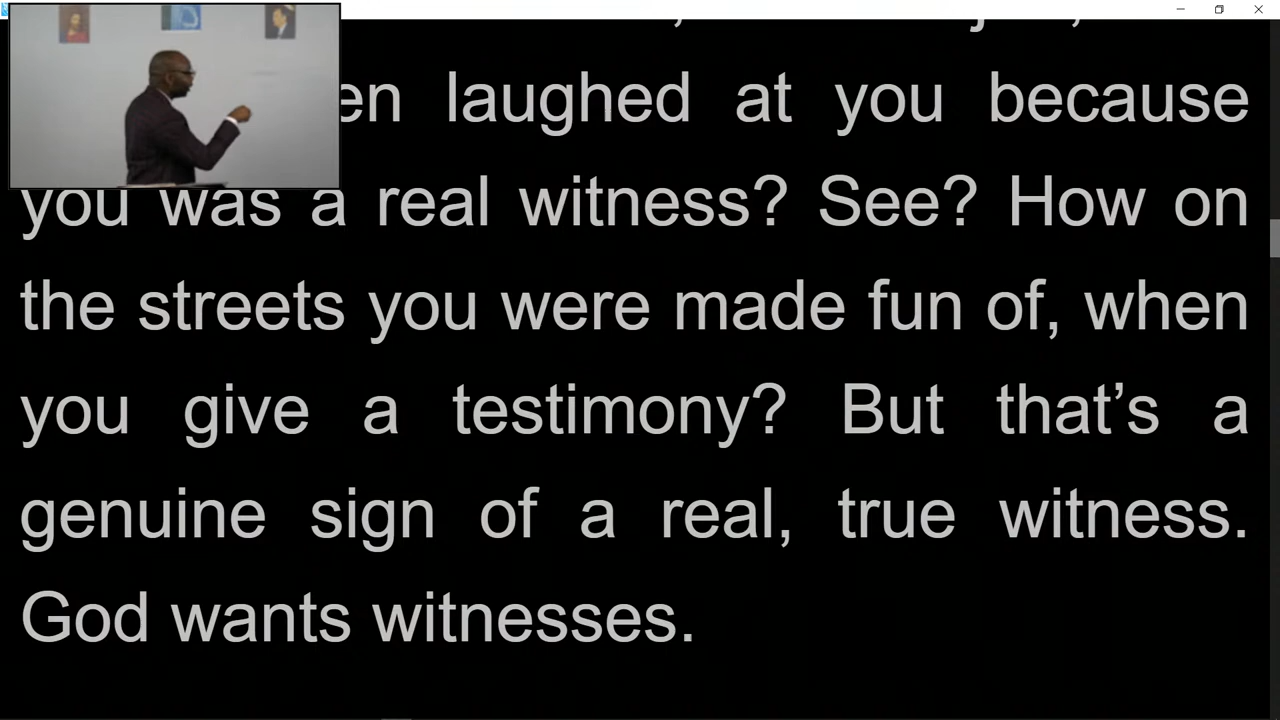 laughed at you because
you was a real witness? See? How on
the streets you were made fun of, when
you give a testimony? But that’s a
genuine sign of a real, true witness.
God wants witnesses.